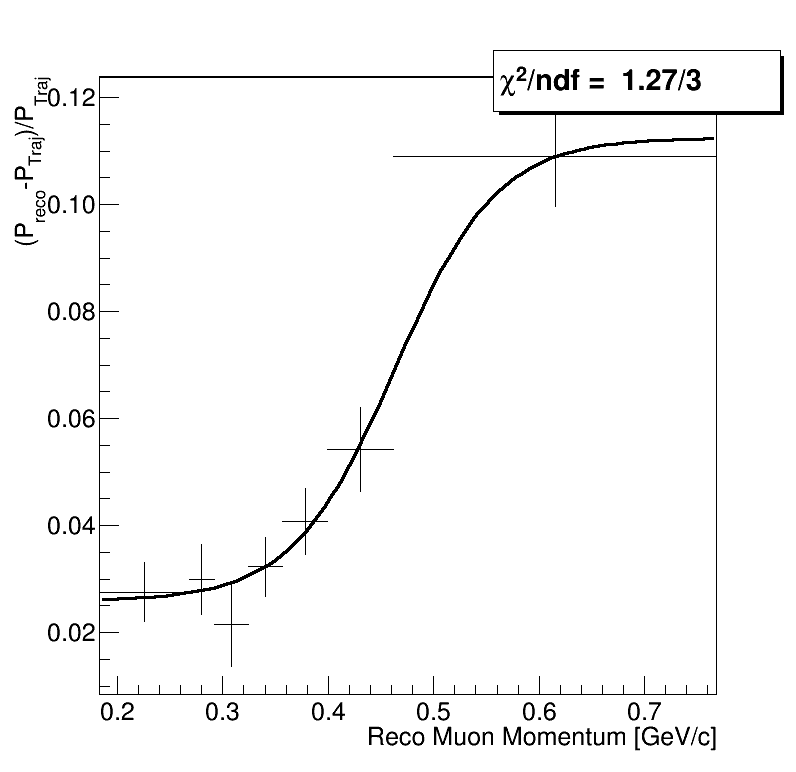 χ²/ndf = 1.27/3
(P_reco-P_Traj)/P_Traj
0.12
0.10
0.08
0.06
0.04
0.02
0.2 0.3 0.4 0.5 0.6 0.7
Reco Muon Momentum [GeV/c]